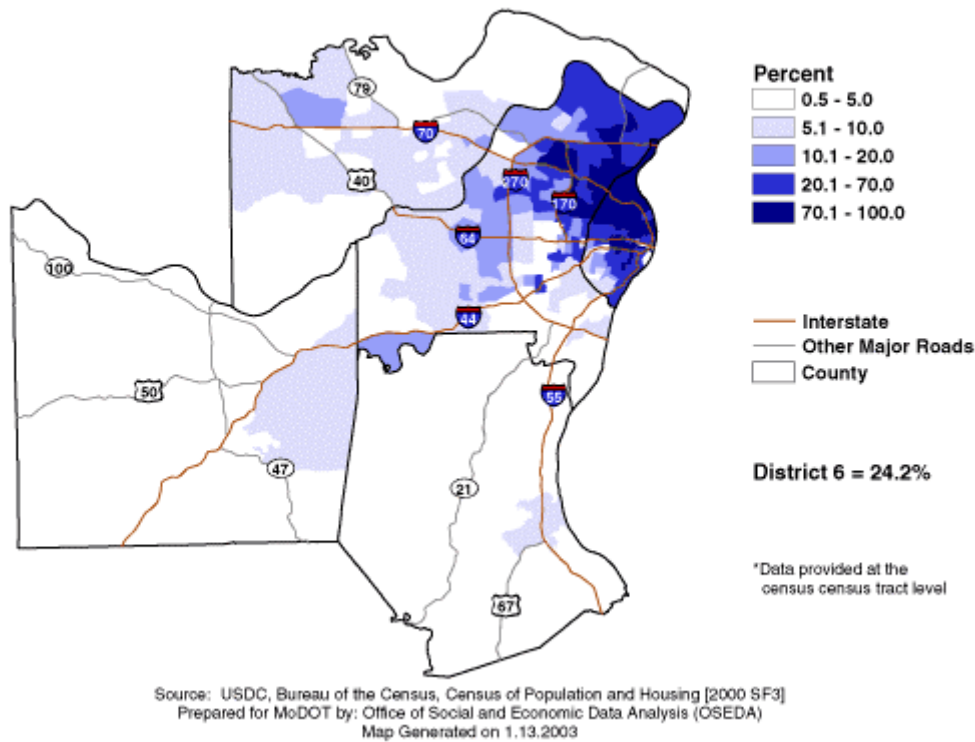 Percent
0.5 - 5.0
5.1 - 10.0
10.1 - 20.0
20.1 - 70.0
70.1 - 100.0
79
70
40
270
170
64
100
44
50
55
47
21
67
Interstate
Other Major Roads
County
District 6 = 24.2%
*Data provided at the
census census tract level
Source: USDC, Bureau of the Census, Census of Population and Housing [2000 SF3]
Prepared for MoDOT by: Office of Social and Economic Data Analysis (OSEDA)
Map Generated on 1.13.2003